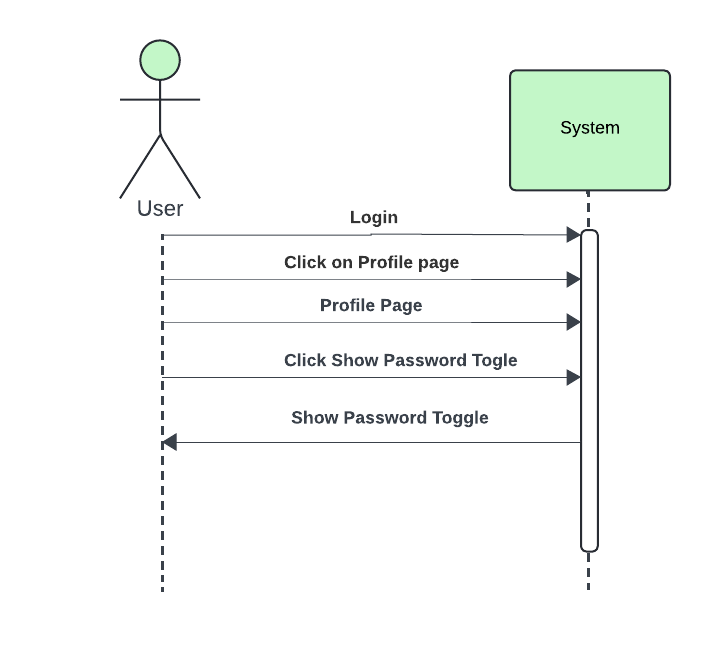 System
User
Login
Click on Profile page
Profile Page
Click Show Password Togle
Show Password Toggle